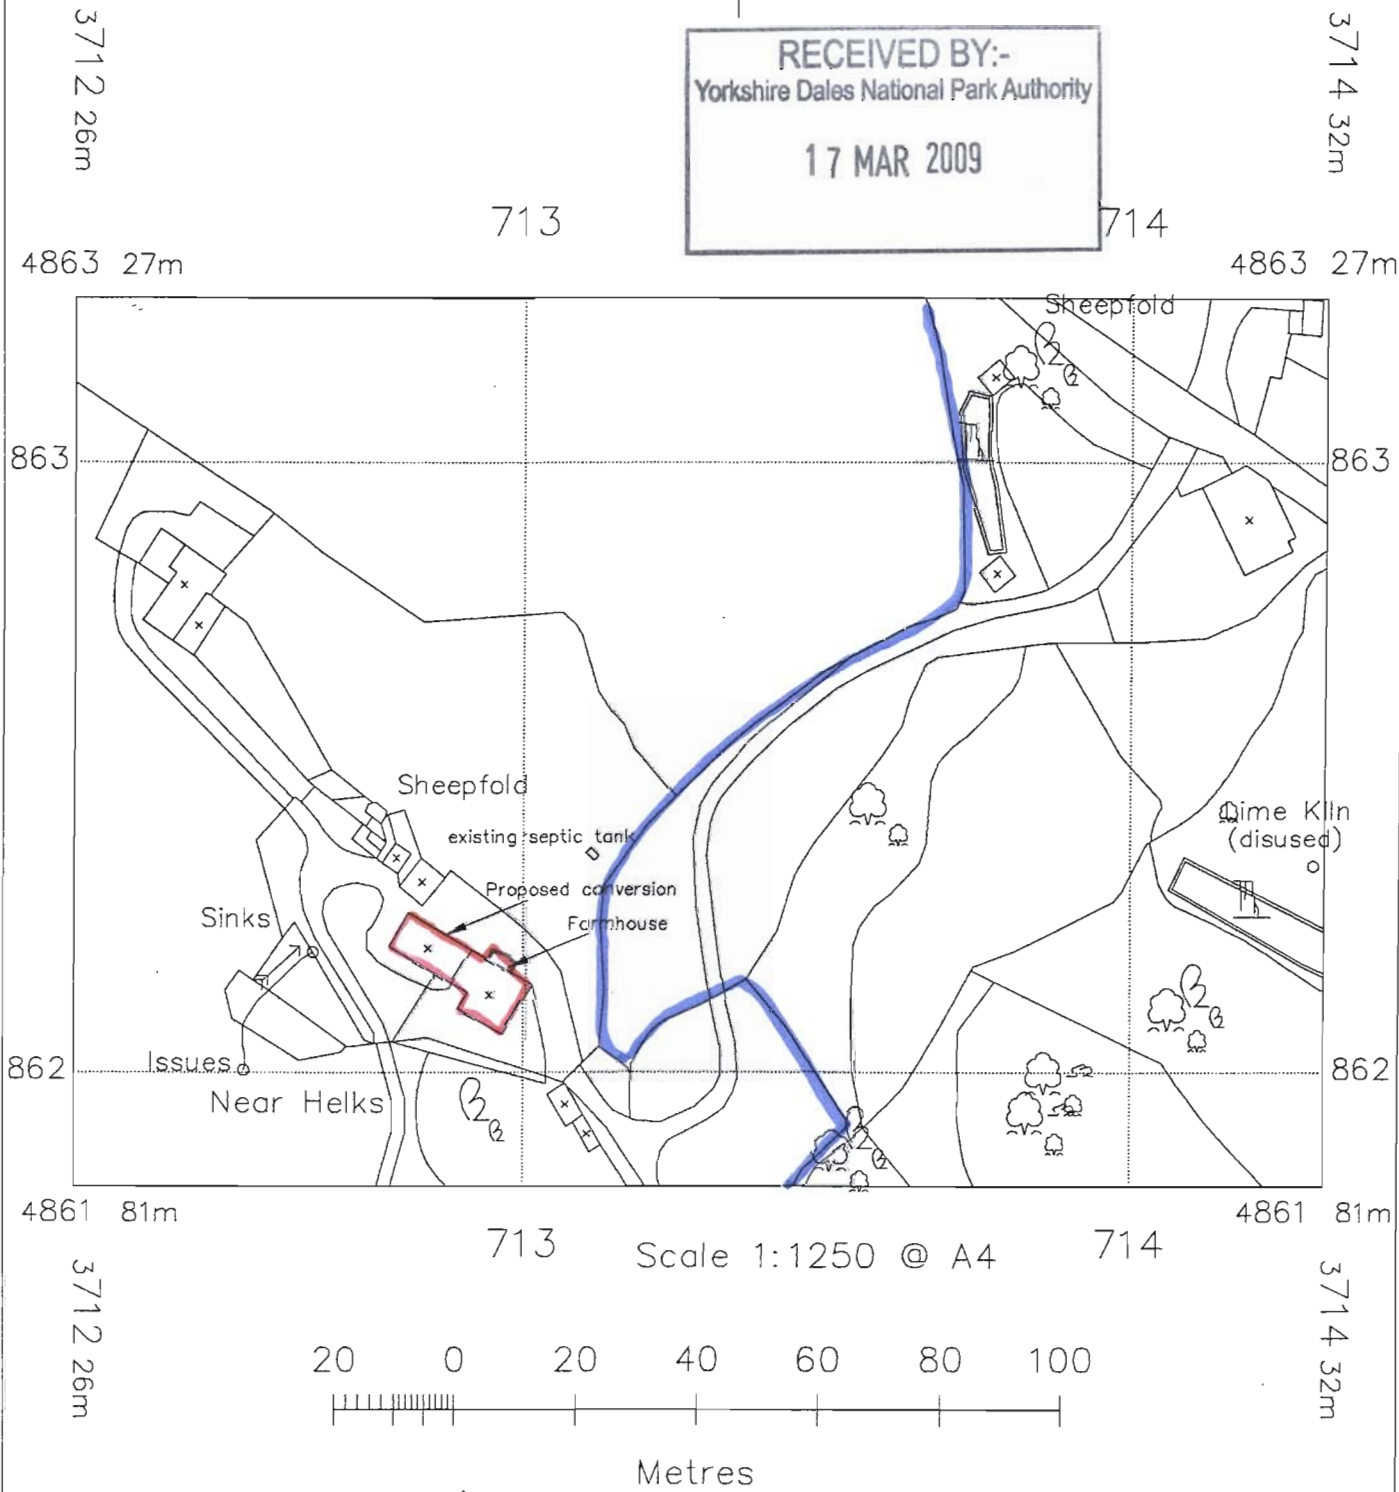 3712 26m
3714 32m
RECEIVED BY:-
Yorkshire Dales National Park Authority
17 MAR 2009
713
714
4863 27m
4863 27m
Sheepfold
863
863
Sheepfold
existing septic tank
Lime Kiln
(disused)
Proposed conversion
Farmhouse
Sinks
Issues
862
862
Near Helks
4861 81m
4861 81m
713
Scale 1:1250 @ A4
714
3712 26m
3714 32m
20 0 20 40 60 80 100
Metres